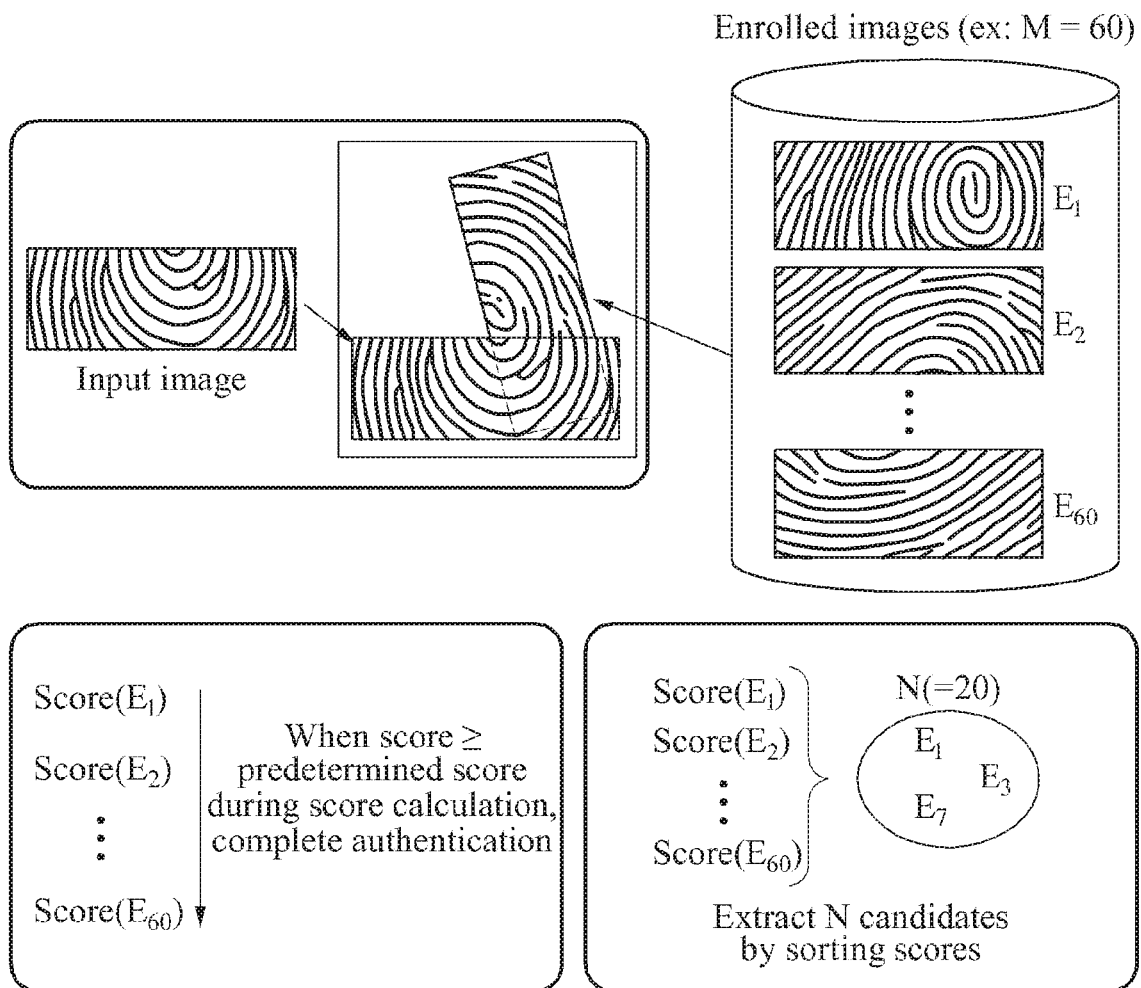 Enrolled images (ex: M = 60)
E₁
E₂
E₆₀
Input image
Score(E₁)
Score(E₂)
Score(E₆₀)
When score ≥
predetermined score
during score calculation,
complete authentication
Score(E₁)
Score(E₂)
Score(E₆₀)
N(=20)
E₁
E₃
E₇
Extract N candidates
by sorting scores